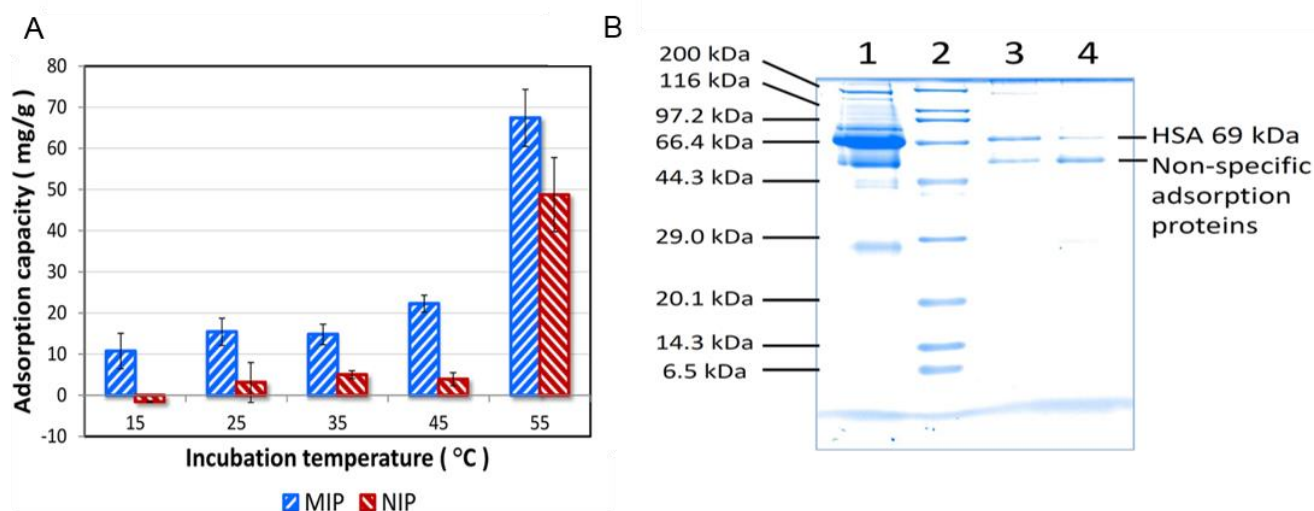 A
Adsorption capacity ( mg/g )
80
70
60
50
40
30
20
10
0
-10
15 25 35 45 55
Incubation temperature ( °C )
MIP NIP
B
1 2 3 4
200 kDa
116 kDa
97.2 kDa
66.4 kDa
44.3 kDa
29.0 kDa
20.1 kDa
14.3 kDa
6.5 kDa
HSA 69 kDa
Non-specific
adsorption
proteins